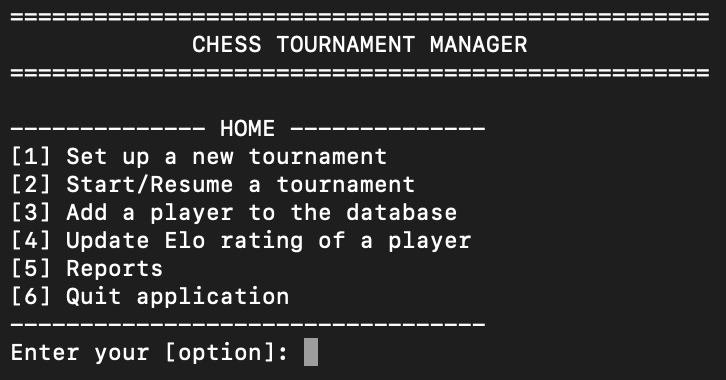 ==================================================
CHESS TOURNAMENT MANAGER
==================================================
-------------- HOME --------------
[1] Set up a new tournament
[2] Start/Resume a tournament
[3] Add a player to the database
[4] Update Elo rating of a player
[5] Reports
[6] Quit application
----------------------------------
Enter your [option]: